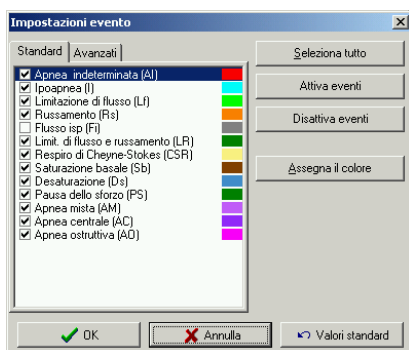 Impostazioni evento
Standard
Avanzati
Apnea indeterminata (AI)
Ipoapnea (I)
Limitazione di flusso (Lf)
Russamento (Rs)
Flusso isp (Fi)
Limit. di flusso e russamento (LR)
Respiro di Cheyne-Stokes (CSR)
Saturazione basale (Sb)
Desaturazione (Ds)
Pausa dello sforzo (PS)
Apnea mista (AM)
Apnea centrale (AC)
Apnea ostruttiva (AO)
Seleziona tutto
Attiva eventi
Disattiva eventi
Assegna il colore
OK
Annulla
Valori standard